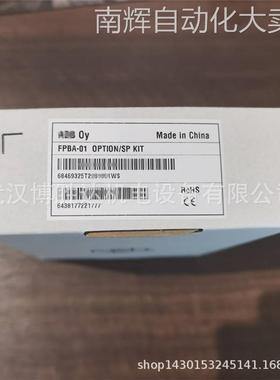 南辉自动化大卖
ABB Oy
Made in China
FPBA-01 OPTION/SP KIT
RoHS
CE
6438177221777
shop1430153245141.168